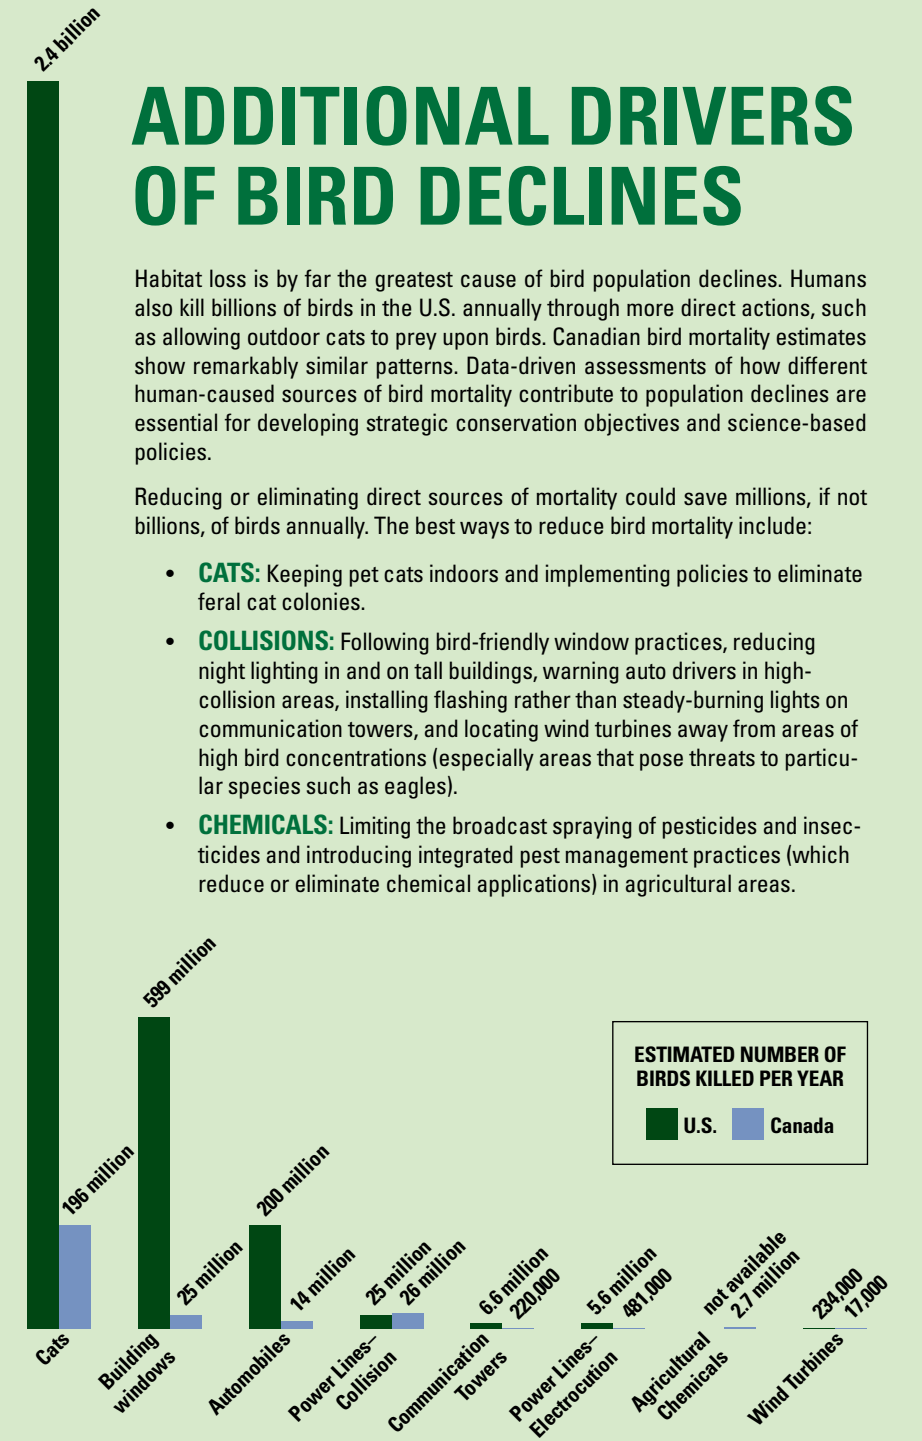 2.4 billion
ADDITIONAL DRIVERS
OF BIRD DECLINES
Habitat loss is by far the greatest cause of bird population declines. Humans
also kill billions of birds in the U.S. annually through more direct actions, such
as allowing outdoor cats to prey upon birds. Canadian bird mortality estimates
show remarkably similar patterns. Data-driven assessments of how different
human-caused sources of bird mortality contribute to population declines are
essential for developing strategic conservation objectives and science-based
policies.
Reducing or eliminating direct sources of mortality could save millions, if not
billions, of birds annually. The best ways to reduce bird mortality include:
• CATS: Keeping pet cats indoors and implementing policies to eliminate
feral cat colonies.
• COLLISIONS: Following bird-friendly window practices, reducing
night lighting in and on tall buildings, warning auto drivers in high-
collision areas, installing flashing rather than steady-burning lights on
communication towers, and locating wind turbines away from areas of
high bird concentrations (especially areas that pose threats to particu-
lar species such as eagles).
• CHEMICALS: Limiting the broadcast spraying of pesticides and insec-
ticides and introducing integrated pest management practices (which
reduce or eliminate chemical applications) in agricultural areas.
599 million
ESTIMATED NUMBER OF
BIRDS KILLED PER YEAR
U.S. Canada
196 million
200 million
25 million
14 million
25 million
26 million
6.6 million
220,000
5.6 million
481,000
not available
2.7 million
234,000
17,000
Cats
Building
windows
Automobiles
Power Lines–
Collision
Communication
Towers
Power Lines–
Electrocution
Agricultural
Chemicals
Wind Turbines